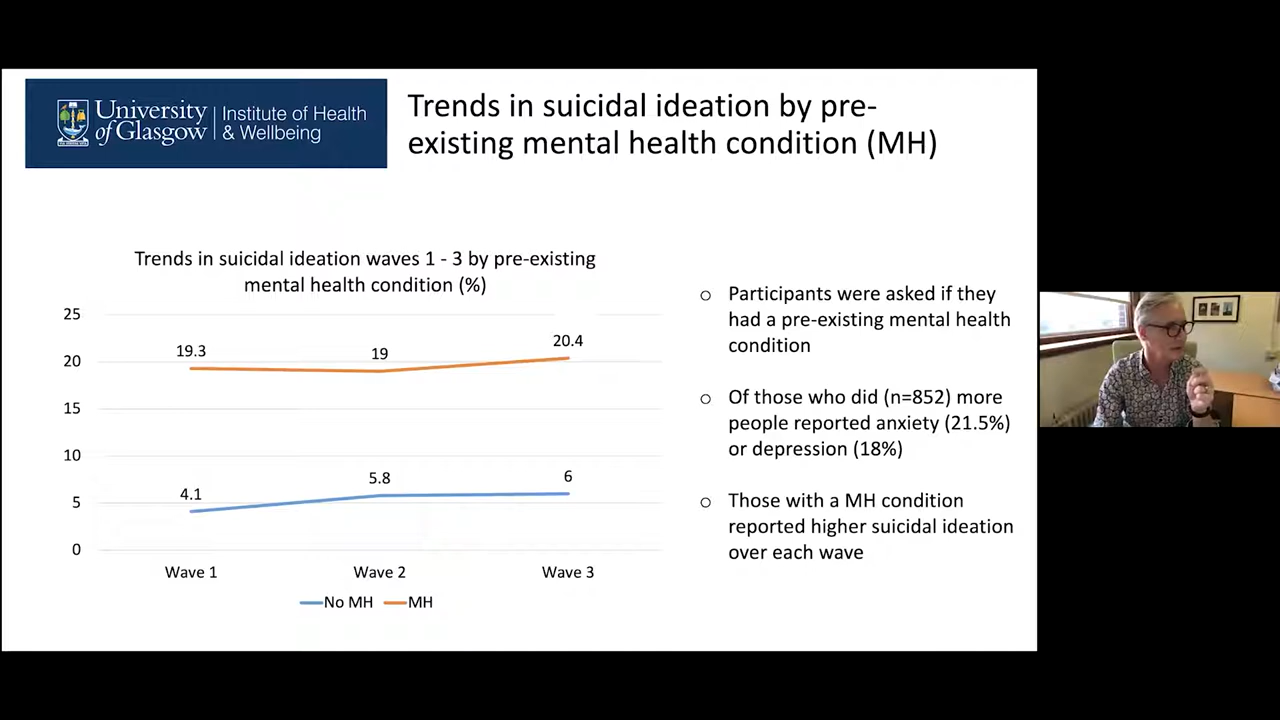 University
of Glasgow
Institute of Health
& Wellbeing
Trends in suicidal ideation by pre-
existing mental health condition (MH)
Trends in suicidal ideation waves 1 - 3 by pre-existing
mental health condition (%)
25
20
15
10
5
0
19.3
19
20.4
4.1
5.8
6
Wave 1
Wave 2
Wave 3
No MH
MH
o Participants were asked if they
had a pre-existing mental health
condition
o Of those who did (n=852) more
people reported anxiety (21.5%)
or depression (18%)
o Those with a MH condition
reported higher suicidal ideation
over each wave